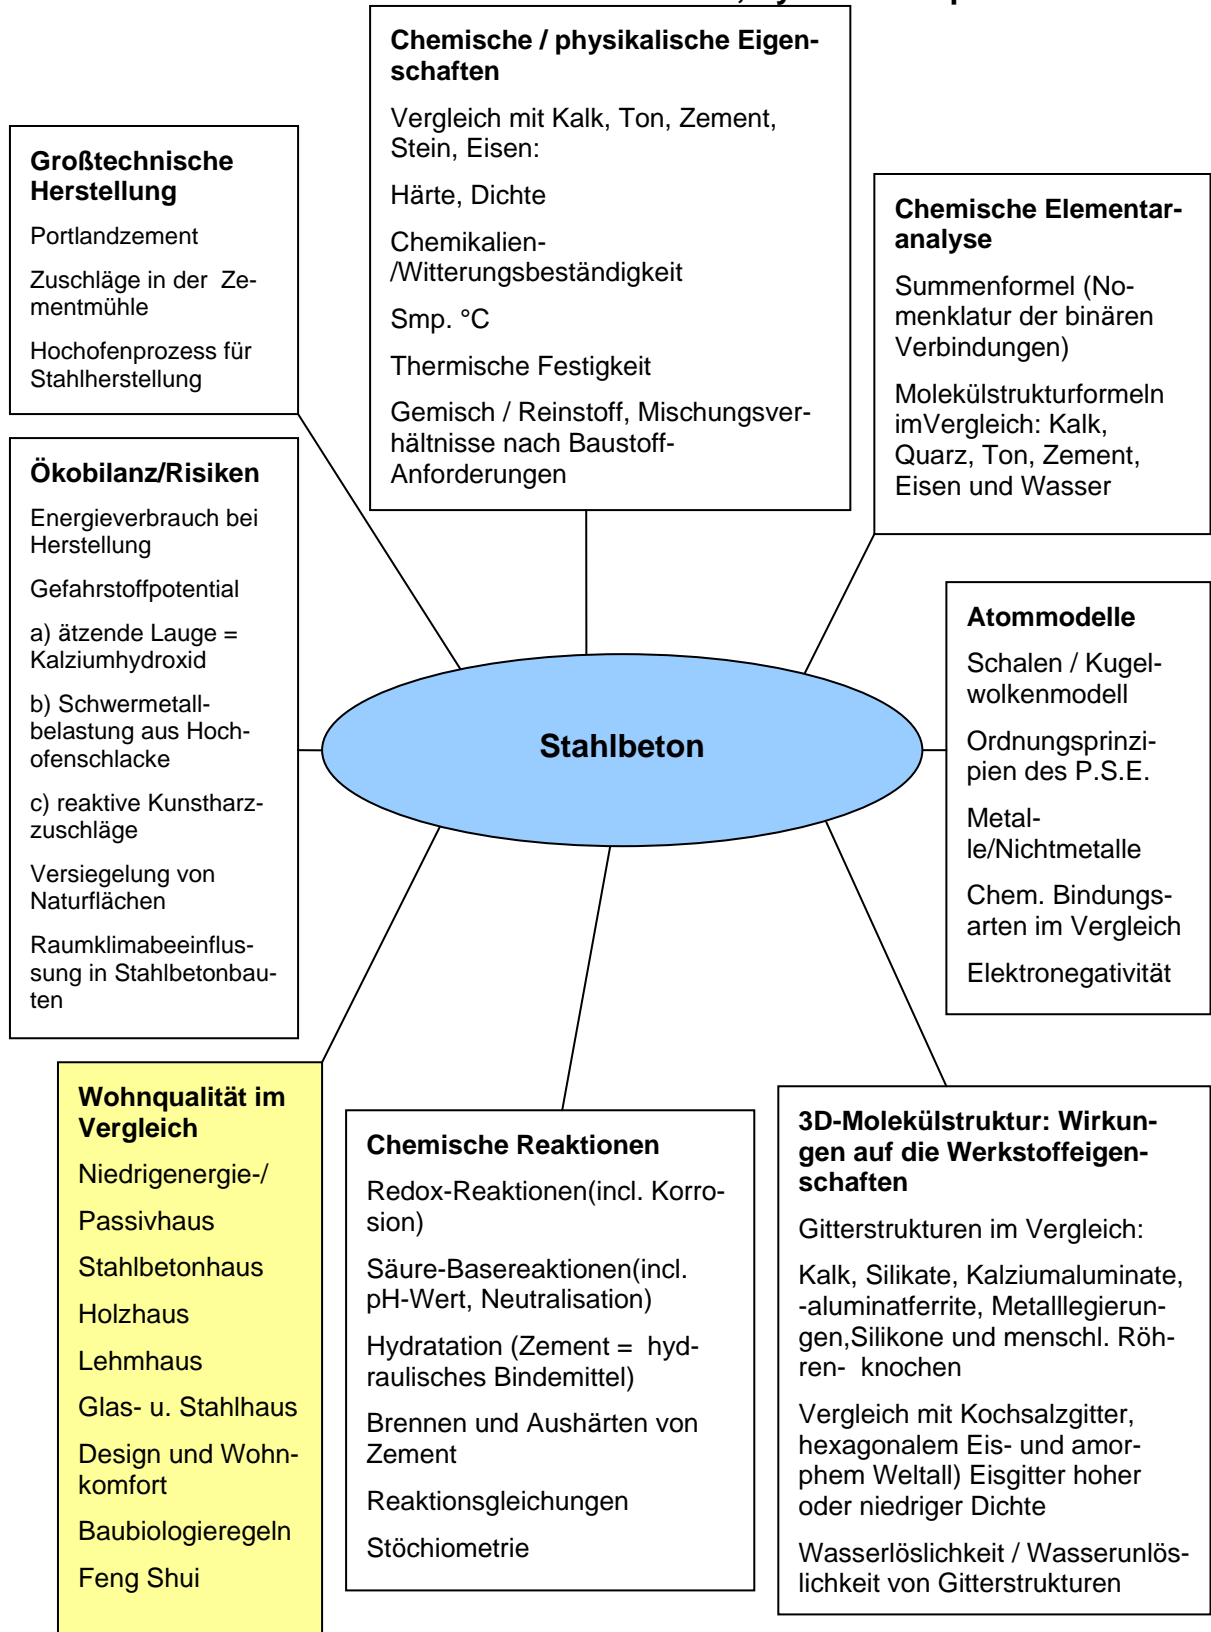 Chemische / physikalische Eigen-
schaften
Vergleich mit Kalk, Ton, Zement,
Stein, Eisen:
Härte, Dichte
Chemikalien-
/Witterungsbeständigkeit
Smp. °C
Thermische Festigkeit
Gemisch / Reinstoff, Mischungsver-
hältnisse nach Baustoff-
Anforderungen
Großtechnische
Herstellung
Portlandzement
Zuschläge in der  Ze-
mentmühle
Hochofenprozess für
Stahlherstellung
Chemische Elementar-
analyse
Summenformel (No-
menklatur der binären
Verbindungen)
Molekülstrukturformeln
imVergleich: Kalk,
Quarz, Ton, Zement,
Eisen und Wasser
Ökobilanz/Risiken
Energieverbrauch bei
Herstellung
Gefahrstoffpotential
a) ätzende Lauge =
Kalziumhydroxid
b) Schwermetall-
belastung aus Hoch-
ofenschlacke
c) reaktive Kunstharz-
zuschläge
Versiegelung von
Naturflächen
Raumklimabeeinflus-
sung in Stahlbetonbau-
ten
Stahlbeton
Atommodelle
Schalen / Kugel-
wolkenmodell
Ordnungsprinzi-
pien des P.S.E.
Metal-
le/Nichtmetalle
Chem. Bindungs-
arten im Vergleich
Elektronegativität
Wohnqualität im
Vergleich
Niedrigenergie-/
Passivhaus
Stahlbetonhaus
Holzhaus
Lehmhaus
Glas- u. Stahlhaus
Design und Wohn-
komfort
Baubiologieregeln
Feng Shui
Chemische Reaktionen
Redox-Reaktionen(incl. Korro-
sion)
Säure-Basereaktionen(incl.
pH-Wert, Neutralisation)
Hydratation (Zement =  hyd-
raulisches Bindemittel)
Brennen und Aushärten von
Zement
Reaktionsgleichungen
Stöchiometrie
3D-Molekülstruktur: Wirkun-
gen auf die Werkstoffeigen-
schaften
Gitterstrukturen im Vergleich:
Kalk, Silikate, Kalziumaluminate,
-aluminatferrite, Metalllegierun-
gen,Silikone und menschl. Röh-
ren-  knochen
Vergleich mit Kochsalzgitter,
hexagonalem Eis- und amor-
phem Weltall) Eisgitter hoher
oder niedriger Dichte
Wasserlöslichkeit / Wasserunlös-
lichkeit von Gitterstrukturen